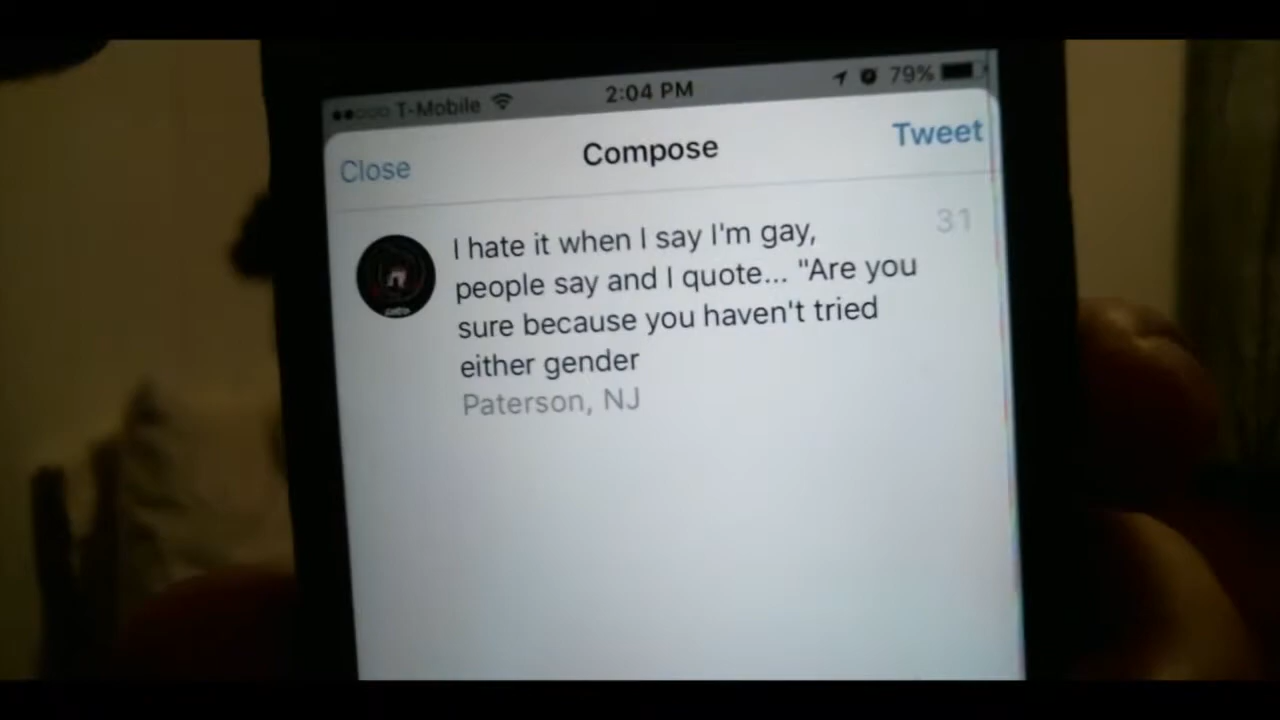 T-Mobile 2:04 PM 79%
Close Compose Tweet
31
I hate it when I say I'm gay,
people say and I quote... "Are you
sure because you haven't tried
either gender
Paterson, NJ